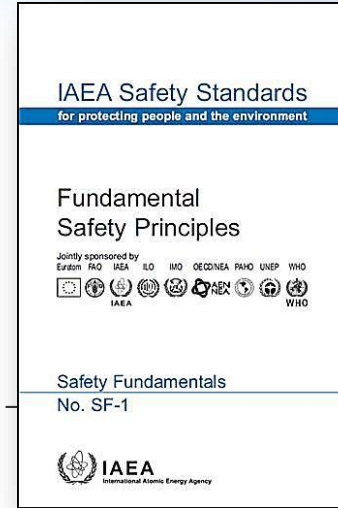 IAEA Safety Standards
for protecting people and the environment
Fundamental
Safety Principles
Jointly sponsored by
Euratom FAO IAEA ILO IMO OECD/NEA PAHO UNEP WHO
AEN
NEA
IAEA
WHO
Safety Fundamentals
No. SF-1
IAEA
International Atomic Energy Agency